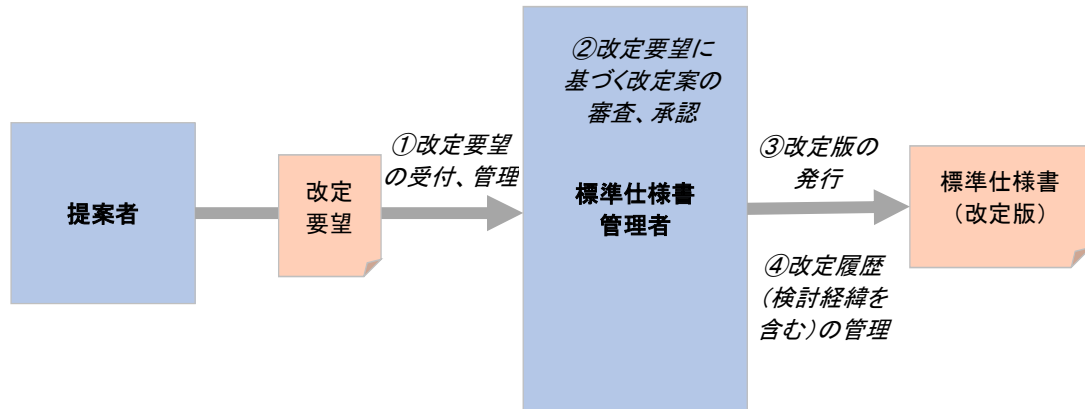 提案者
改定
要望
①改定要望
の受付、管理
②改定要望に
基づく改定案の
審査、承認
標準仕様書
管理者
③改定版の
発行
④改定履歴
（検討経緯を
含む）の管理
標準仕様書
（改定版）